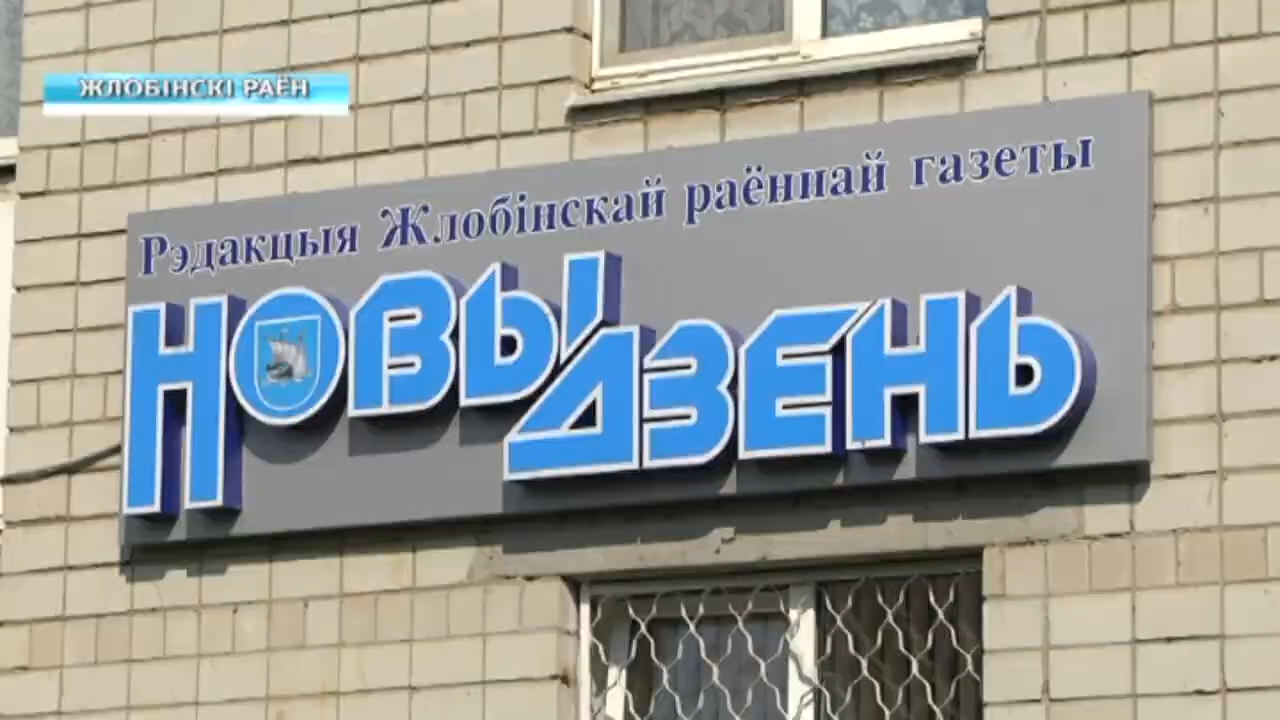 ЖЛОБІНСКІ РАЁН
Рэдакцыя Жлобінскай раённай газеты
НОВЫ ДЗЕНЬ